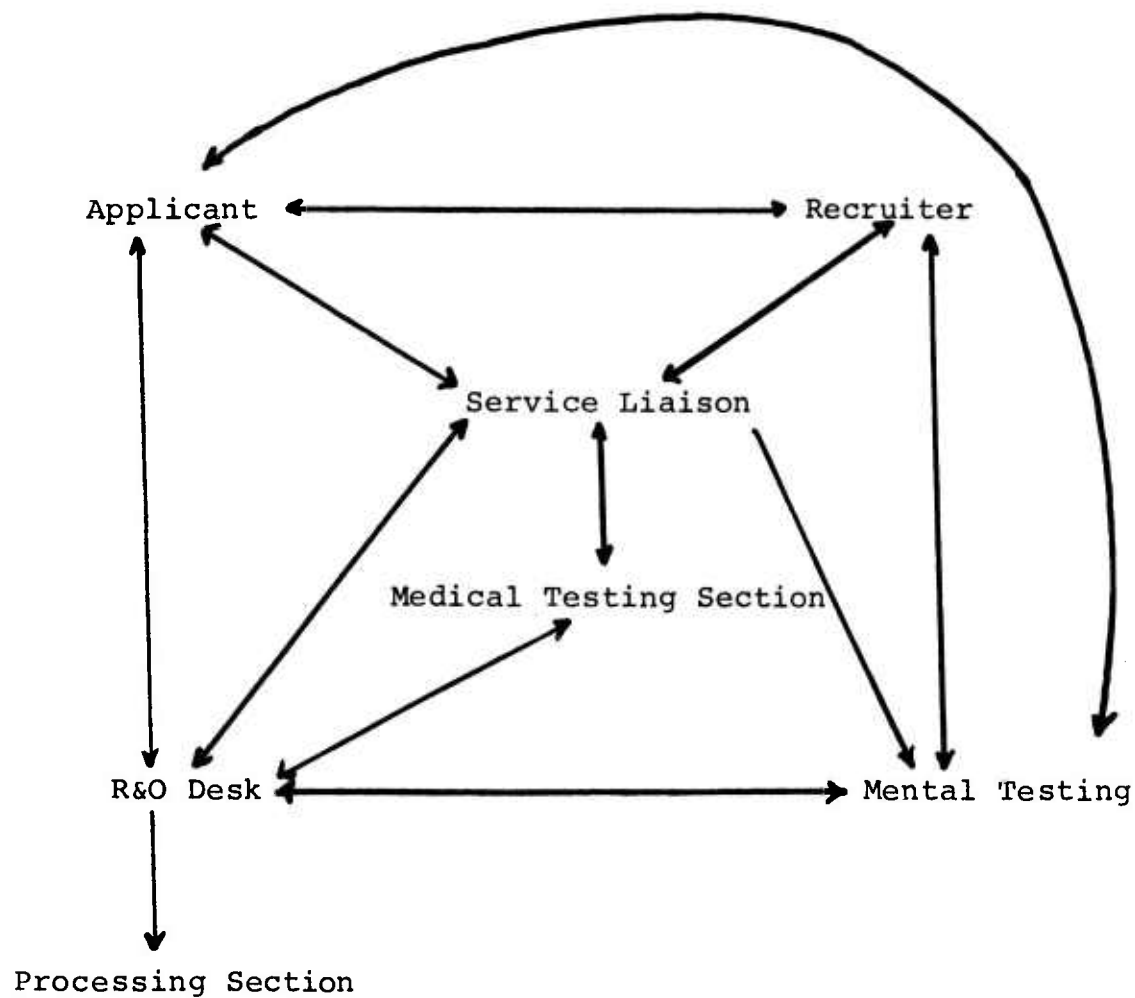 Applicant
Recruiter
Service Liaison
Medical Testing Section
R&O Desk
Mental Testing
Processing Section